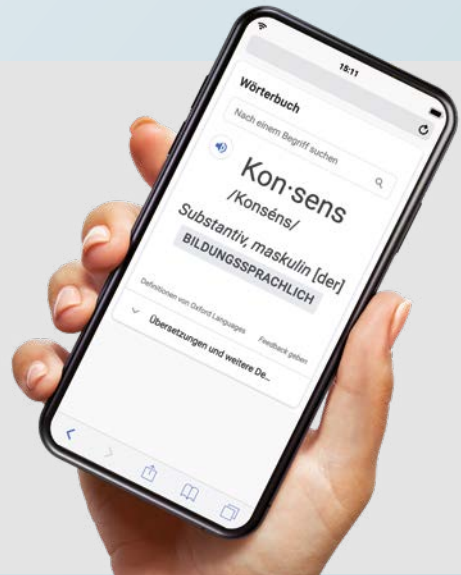 15:11
Wörterbuch
Nach einem Begriff suchen
Kon·sens
/Konséns/
Substantiv, maskulin [der]
BILDUNGSSPRACHLICH
Definitionen von Oxford Languages Feedback geben
Übersetzungen und weitere De...